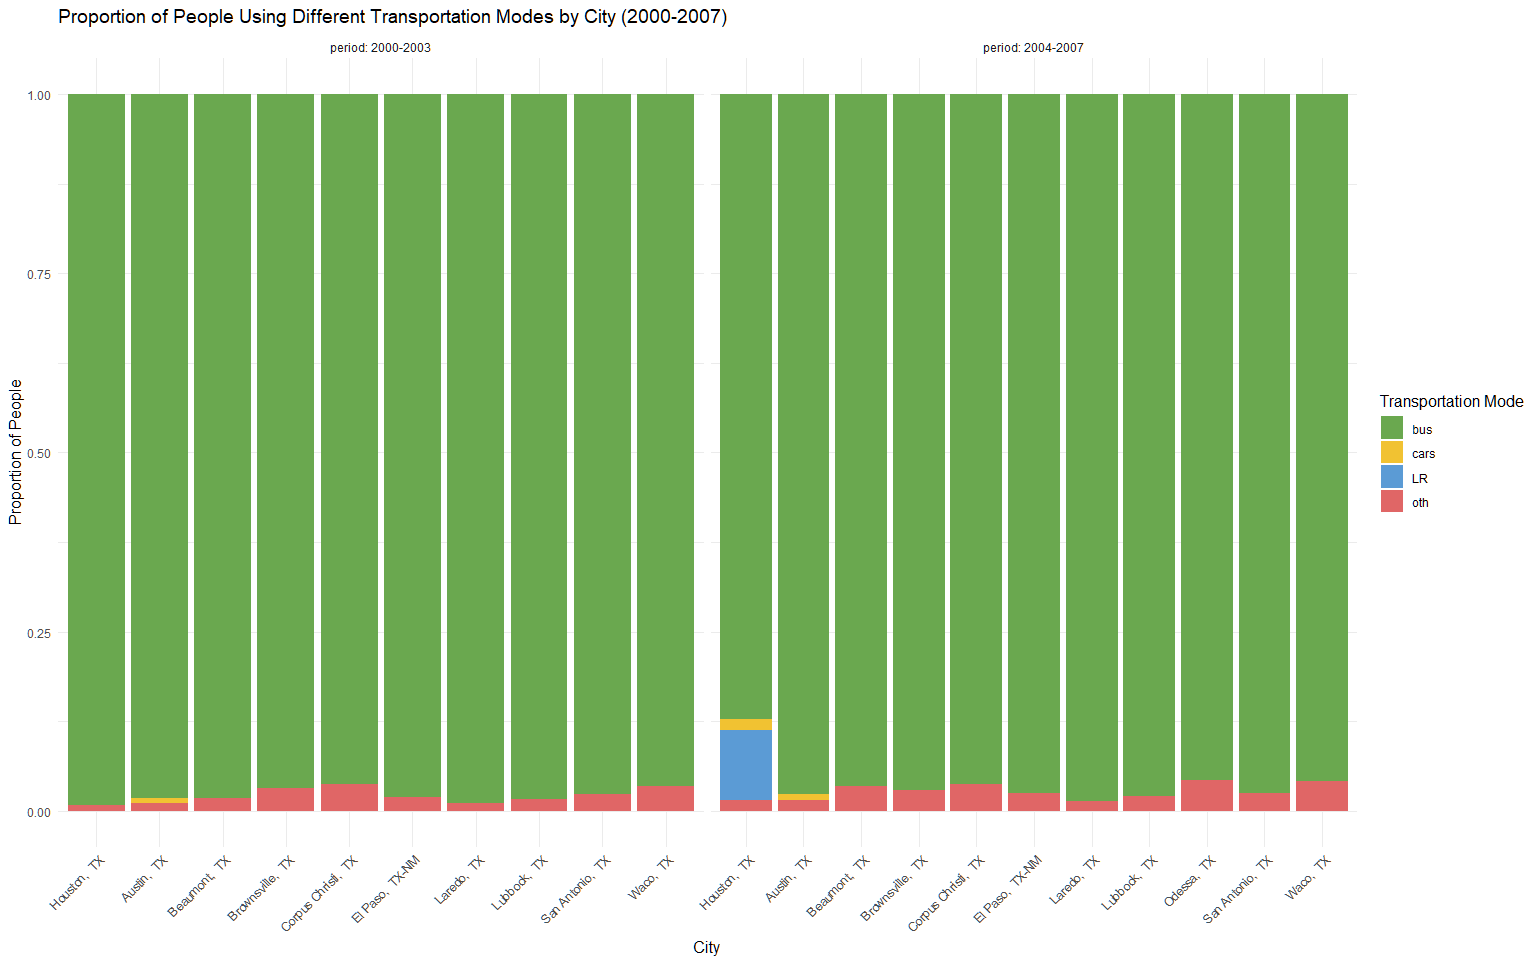 Proportion of People Using Different Transportation Modes by City (2000-2007)
period: 2000-2003
period: 2004-2007
1.00
0.75
0.50
0.25
0.00
Proportion of People
Houston, TX
Austin, TX
Beaumont, TX
Brownsville, TX
Corpus Christi, TX
El Paso, TX-NM
Laredo, TX
Lubbock, TX
San Antonio, TX
Waco, TX
Houston, TX
Austin, TX
Beaumont, TX
Brownsville, TX
Corpus Christi, TX
El Paso, TX-NM
Laredo, TX
Lubbock, TX
Odessa, TX
San Antonio, TX
Waco, TX
City
Transportation Mode
bus
cars
LR
oth